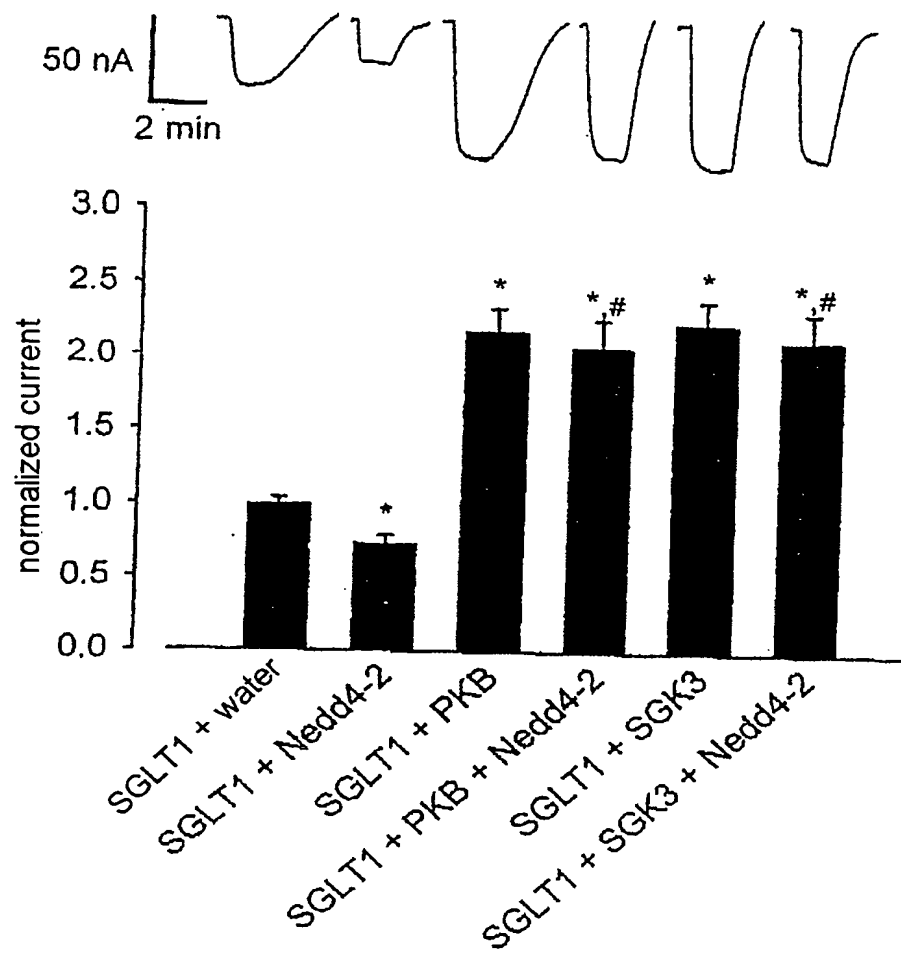 50 nA
2 min
3.0
2.5
2.0
1.5
1.0
0.5
0.0
normalized current
*
*
*,#
*
*,#
SGLT1 + water
SGLT1 + Nedd4-2
SGLT1 + PKB
SGLT1 + PKB + Nedd4-2
SGLT1 + SGK3
SGLT1 + SGK3 + Nedd4-2